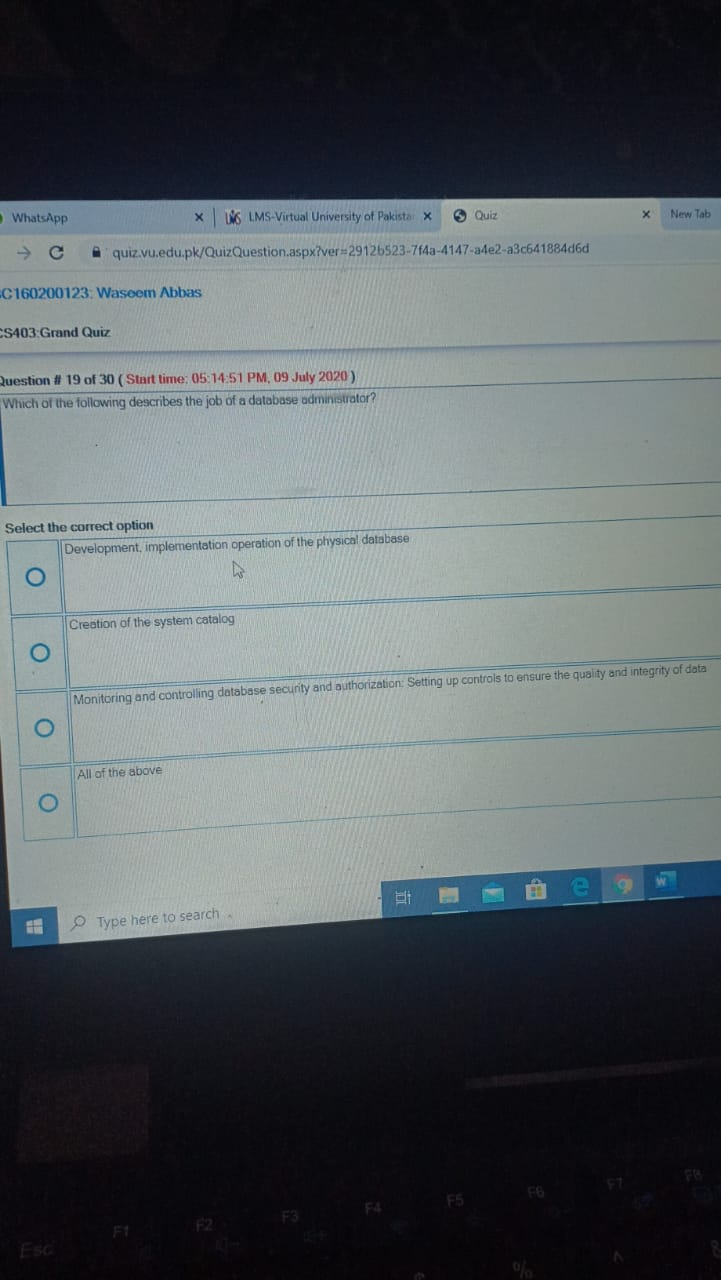 WhatsApp
LMS-Virtual University of Pakista
Quiz
New Tab
quiz.vu.edu.pk/QuizQuestion.aspx?ver=2912b523-7f4a-4147-a4e2-a3c641884d6d
C160200123: Waseem Abbas
CS403:Grand Quiz
Question # 19 of 30 ( Start time: 05:14:51 PM, 09 July 2020 )
Which of the following describes the job of a database administrator?
Select the correct option
Development, implementation operation of the physical database
Creation of the system catalog
Monitoring and controlling database security and authorization: Setting up controls to ensure the quality and integrity of data
All of the above
Type here to search
Esc F1 F2 F3 F4 F5 F6 F7 F8
%